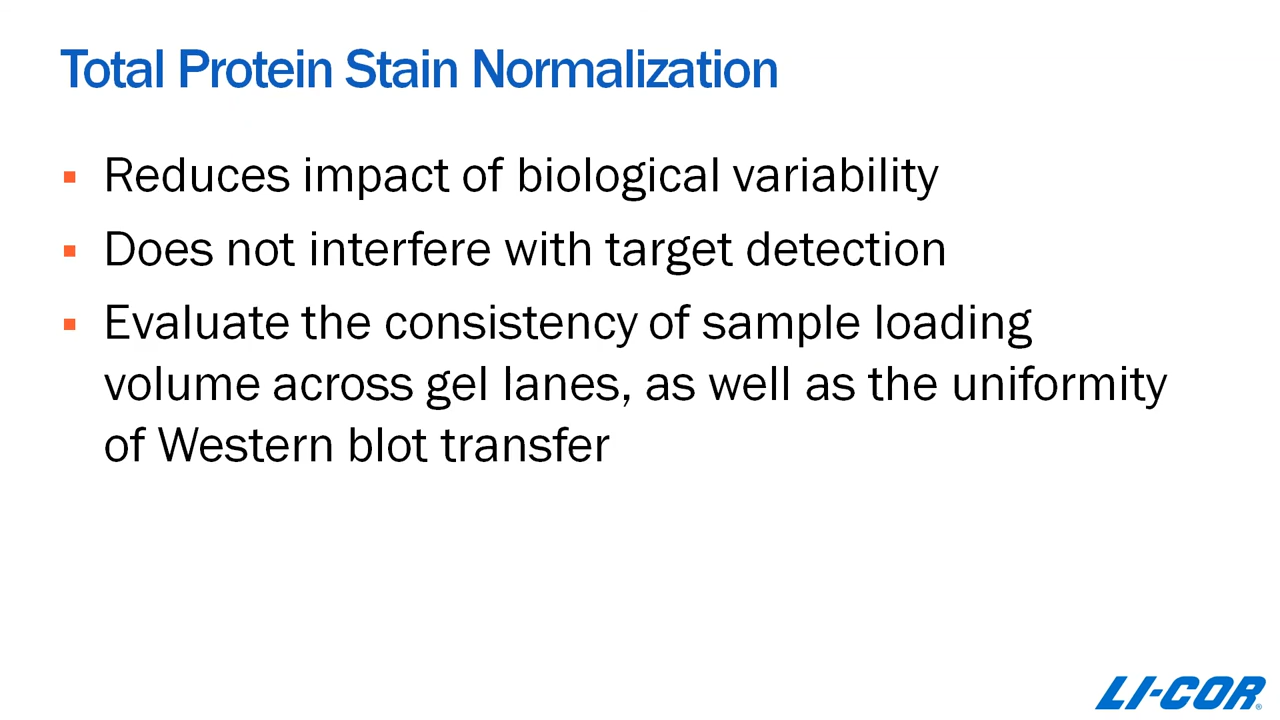 Total Protein Stain Normalization
▪ Reduces impact of biological variability
▪ Does not interfere with target detection
▪ Evaluate the consistency of sample loading
volume across gel lanes, as well as the uniformity
of Western blot transfer
LI-COR®